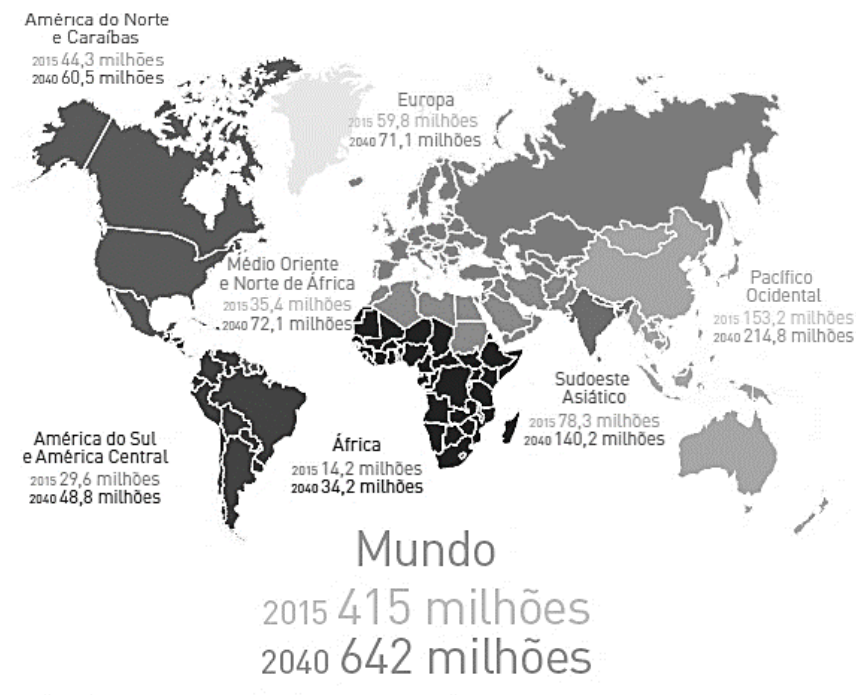 América do Norte
e Caraíbas
2015 44,3 milhões
2040 60,5 milhões
Europa
2015 59,8 milhões
2040 71,1 milhões
Médio Oriente
e Norte de África
2015 35,4 milhões
2040 72,1 milhões
Pacífico
Ocidental
2015 153,2 milhões
2040 214,8 milhões
Sudoeste
Asiático
2015 78,3 milhões
2040 140,2 milhões
América do Sul
e América Central
2015 29,6 milhões
2040 48,8 milhões
África
2015 14,2 milhões
2040 34,2 milhões
Mundo
2015 415 milhões
2040 642 milhões